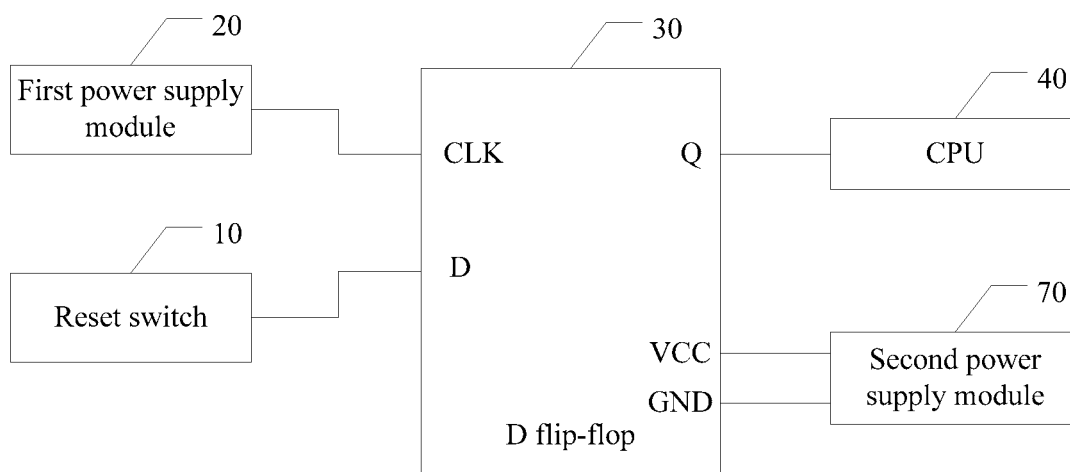 20
First power supply
module
30
40
CLK
Q
CPU
10
D
Reset switch
70
VCC
GND
Second power
supply module
D flip-flop